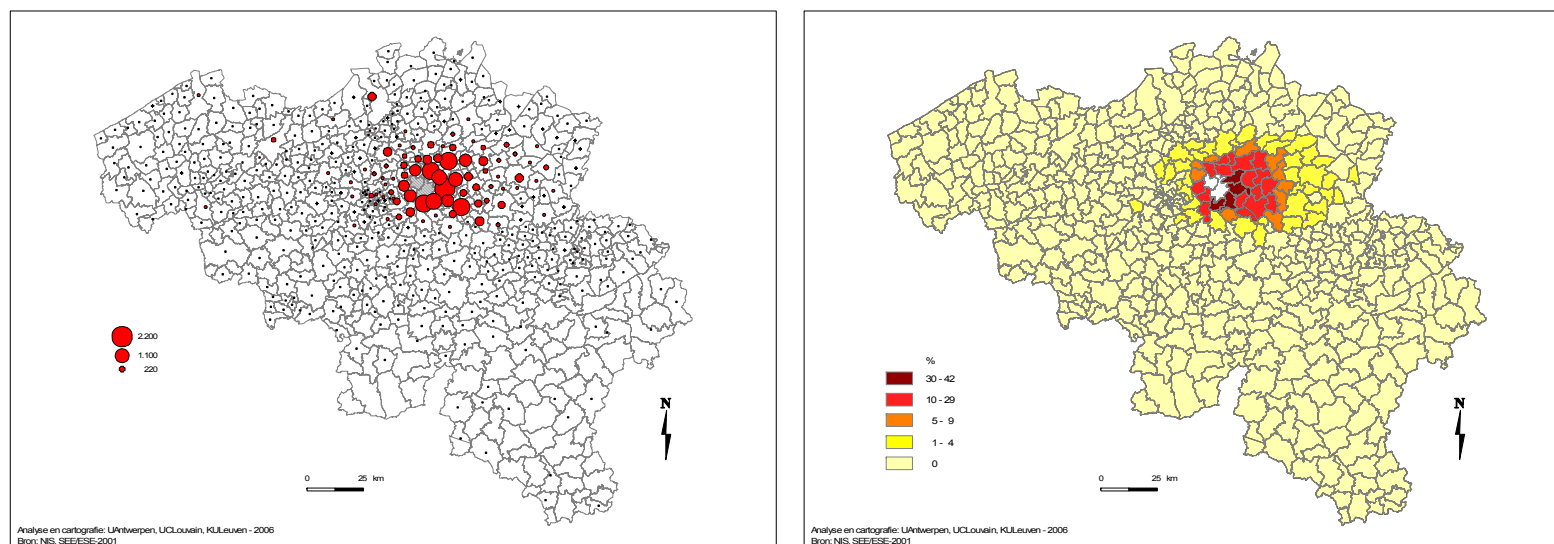 2.200
1.100
220
N
0 25 km
Analyse en cartografie: UAntwerpen, UCLouvain, KULeuven - 2006
Bron: NIS, SEE/ESE-2001
%
30 - 42
10 - 29
5 - 9
1 - 4
0
N
0 25 km
Analyse en cartografie: UAntwerpen, UCLouvain, KULeuven - 2006
Bron: NIS, SEE/ESE-2001